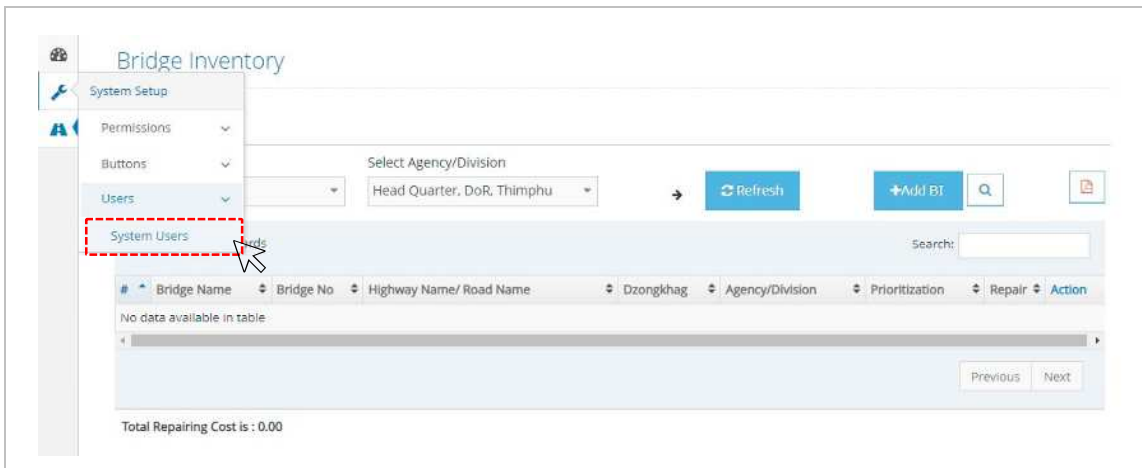 Bridge Inventory
System Setup
Permissions
Buttons
Users
System Users
Select Agency/Division
Head Quarter, DoR, Thimphu
Refresh
+Add BI
rds
Search:
# Bridge Name Bridge No Highway Name/ Road Name Dzongkhag Agency/Division Prioritization Repair Action
No data available in table
Previous Next
Total Repairing Cost is : 0.00